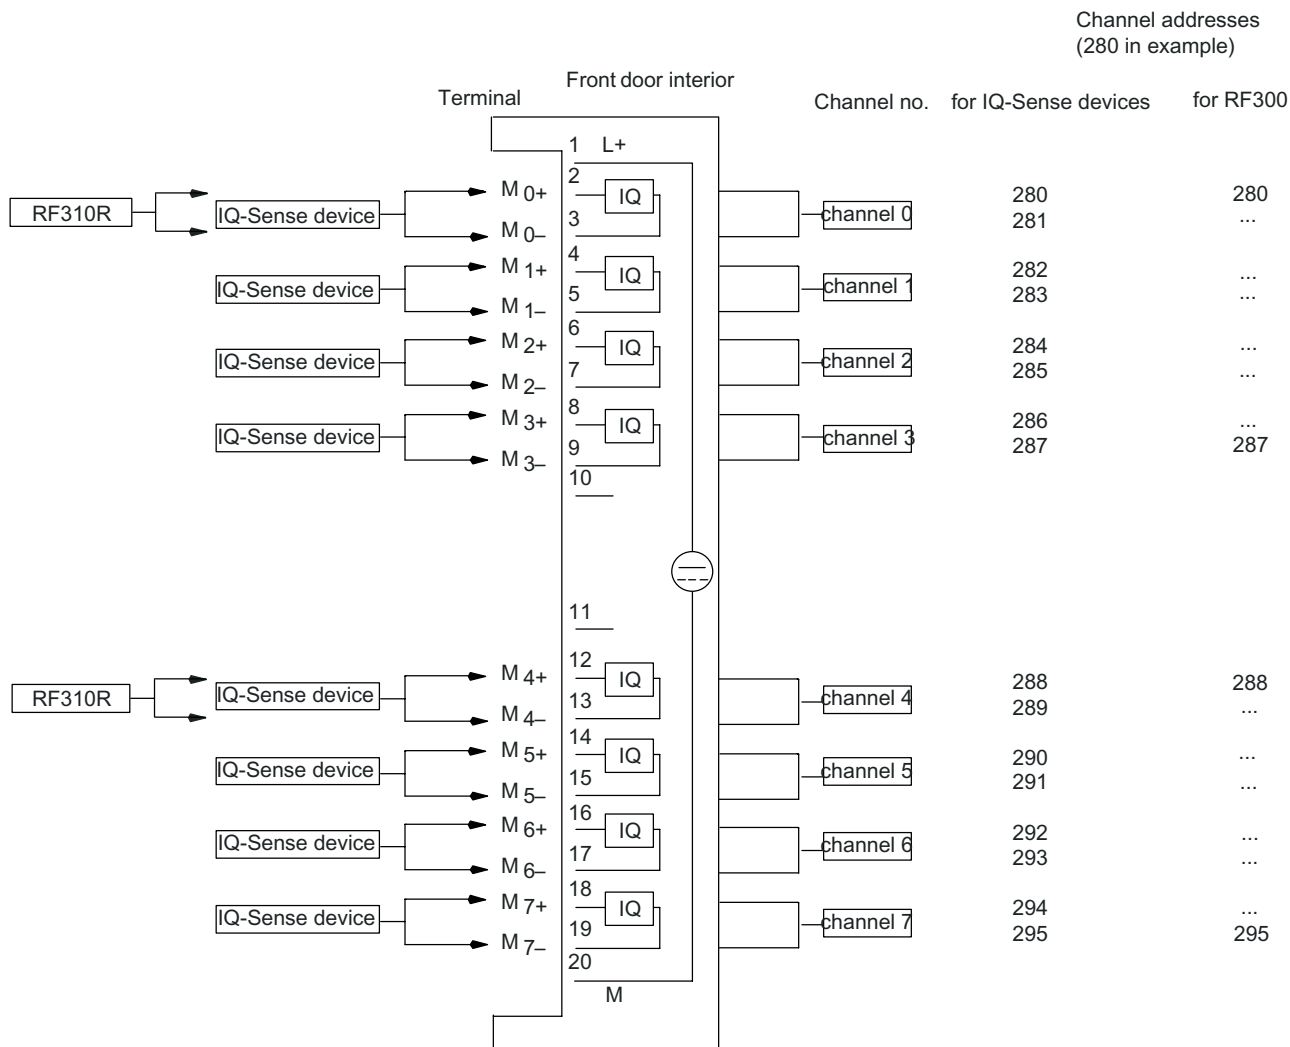 Channel addresses
(280 in example)
Front door interior
Terminal
Channel no. for IQ-Sense devices for RF300
1 L+
RF310R
IQ-Sense device
M 0+
M 0–
2
IQ
3
channel 0
280 280
281 ...
IQ-Sense device
M 1+
M 1–
4
IQ
5
channel 1
282 ...
283 ...
IQ-Sense device
M 2+
M 2–
6
IQ
7
channel 2
284 ...
285 ...
IQ-Sense device
M 3+
M 3–
8
IQ
9
channel 3
286 ...
287 287
10
11
RF310R
IQ-Sense device
M 4+
M 4–
12
IQ
13
channel 4
288 288
289 ...
IQ-Sense device
M 5+
M 5–
14
IQ
15
channel 5
290 ...
291 ...
IQ-Sense device
M 6+
M 6–
16
IQ
17
channel 6
292 ...
293 ...
IQ-Sense device
M 7+
M 7–
18
IQ
19
channel 7
294 ...
295 295
20
M